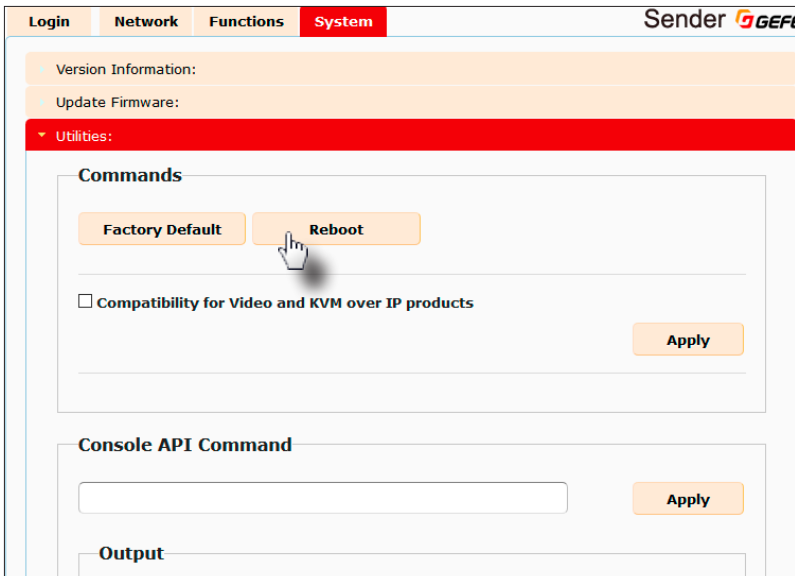 Login Network Functions System Sender
Version Information:
Update Firmware:
Utilities:
Commands
Factory Default Reboot
Compatibility for Video and KVM over IP products
Apply
Console API Command
Apply
Output